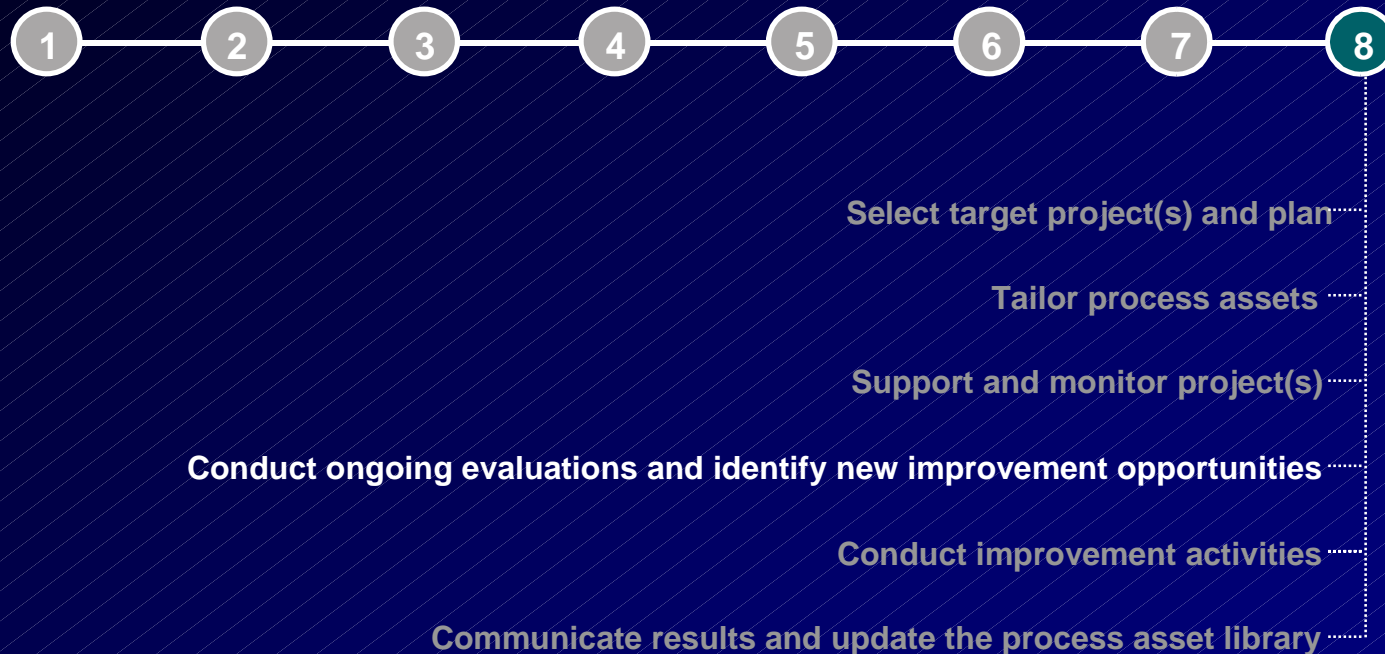 1 2 3 4 5 6 7 8
Select target project(s) and plan
Tailor process assets
Support and monitor project(s)
Conduct ongoing evaluations and identify new improvement opportunities
Conduct improvement activities
Communicate results and update the process asset library